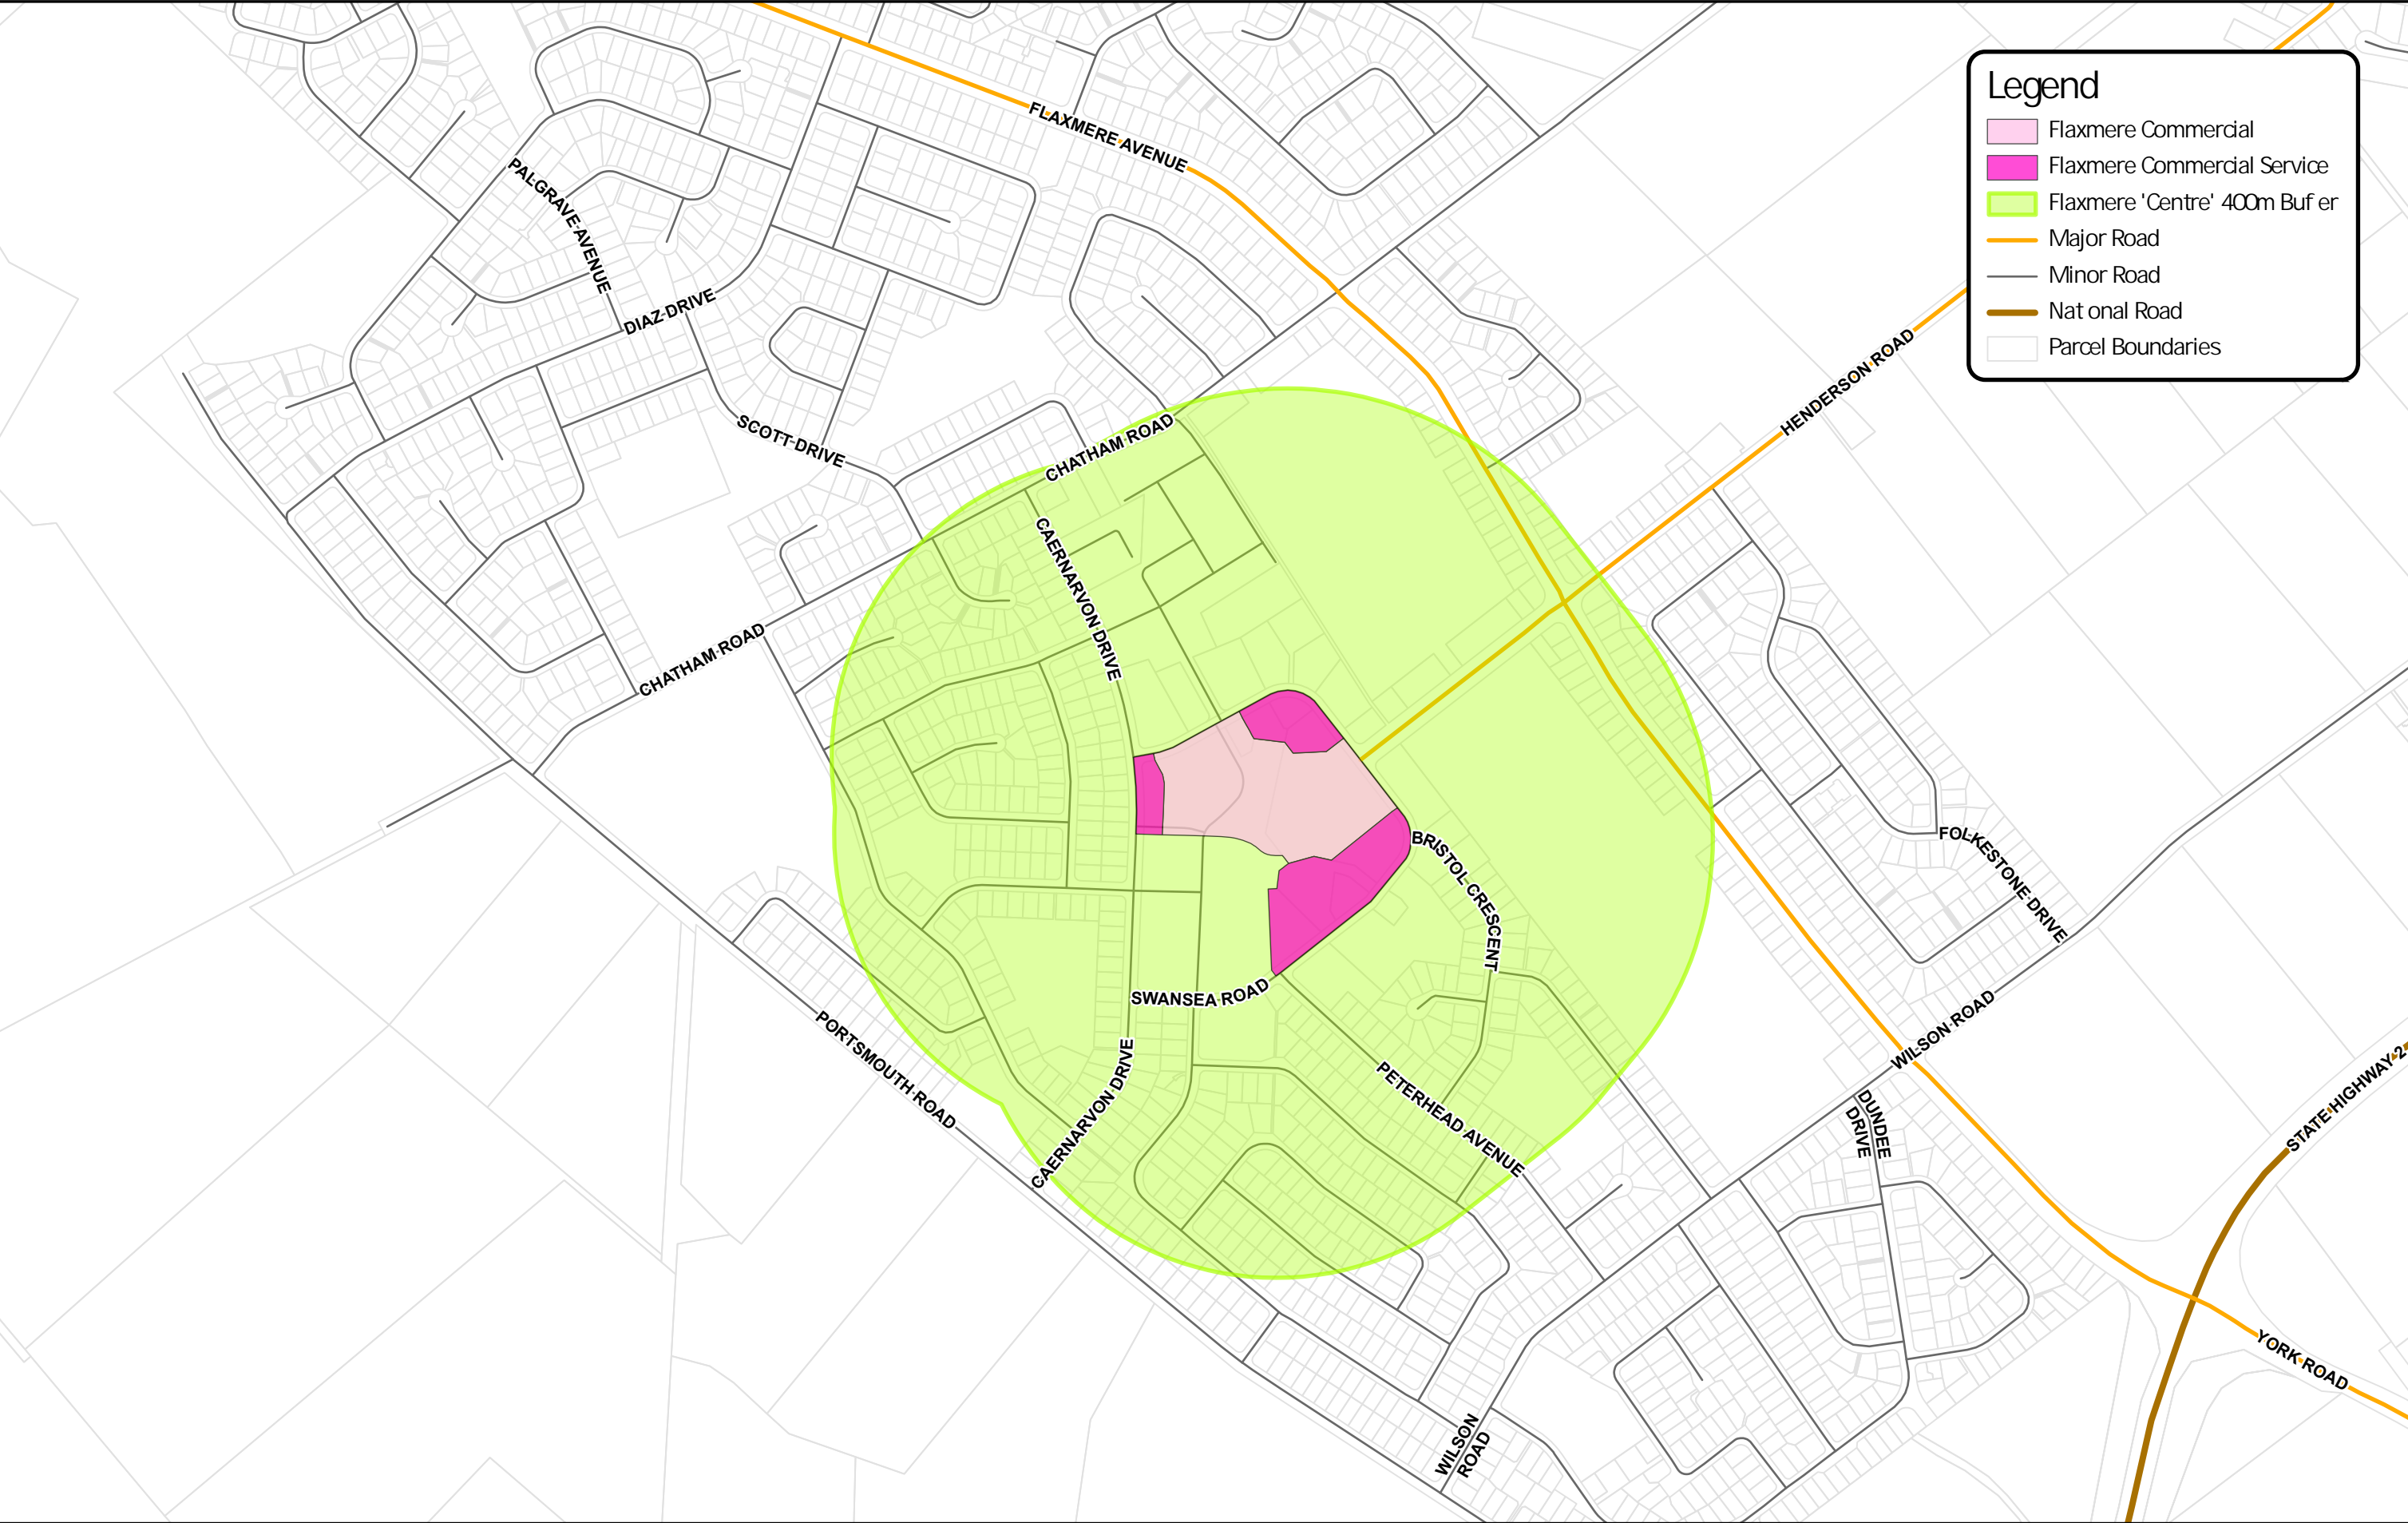 Legend
Flaxmere Commercial
Flaxmere Commercial Service
Flaxmere 'Centre' 400m Buf er
Major Road
Minor Road
Nat onal Road
Parcel Boundaries
FLAXMERE AVENUE
PALGRAVE AVENUE
DIAZ DRIVE
HENDERSON ROAD
SCOTT DRIVE
CHATHAM ROAD
CAERNARVON DRIVE
CHATHAM ROAD
BRISTOL CRESCENT
FOLKESTONE DRIVE
SWANSEA ROAD
PORTSMOUTH ROAD
CAERNARVON DRIVE
PETERHEAD AVENUE
WILSON ROAD
DUNDEE
DRIVE
STATE HIGHWAY 2
YORK ROAD
WILSON
ROAD